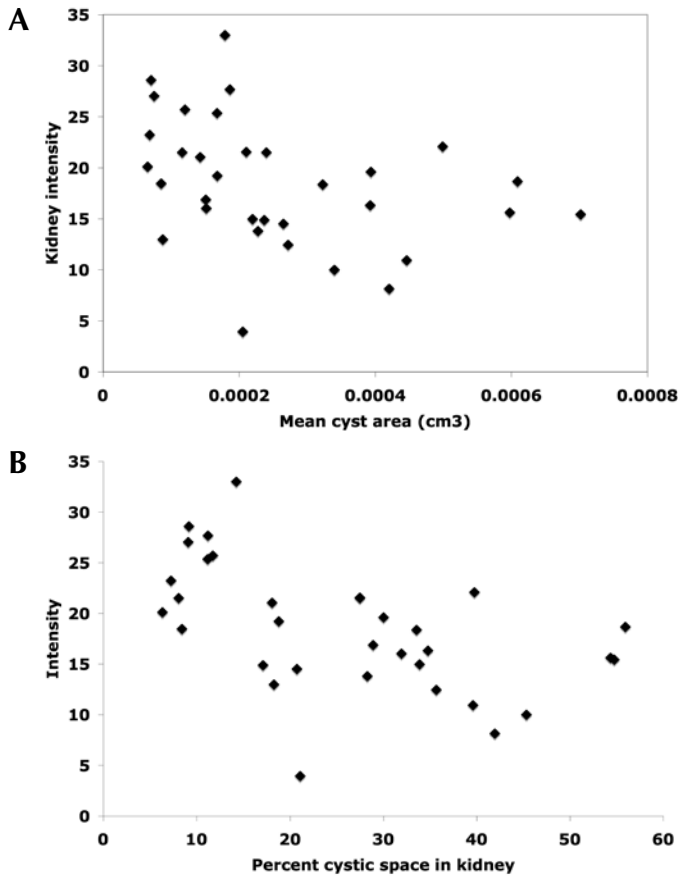 A
35
30
25
20
15
10
5
0
Kidney intensity
0 0.0002 0.0004 0.0006 0.0008
Mean cyst area (cm3)
B
35
30
25
20
15
10
5
0
Intensity
0 10 20 30 40 50 60
Percent cystic space in kidney